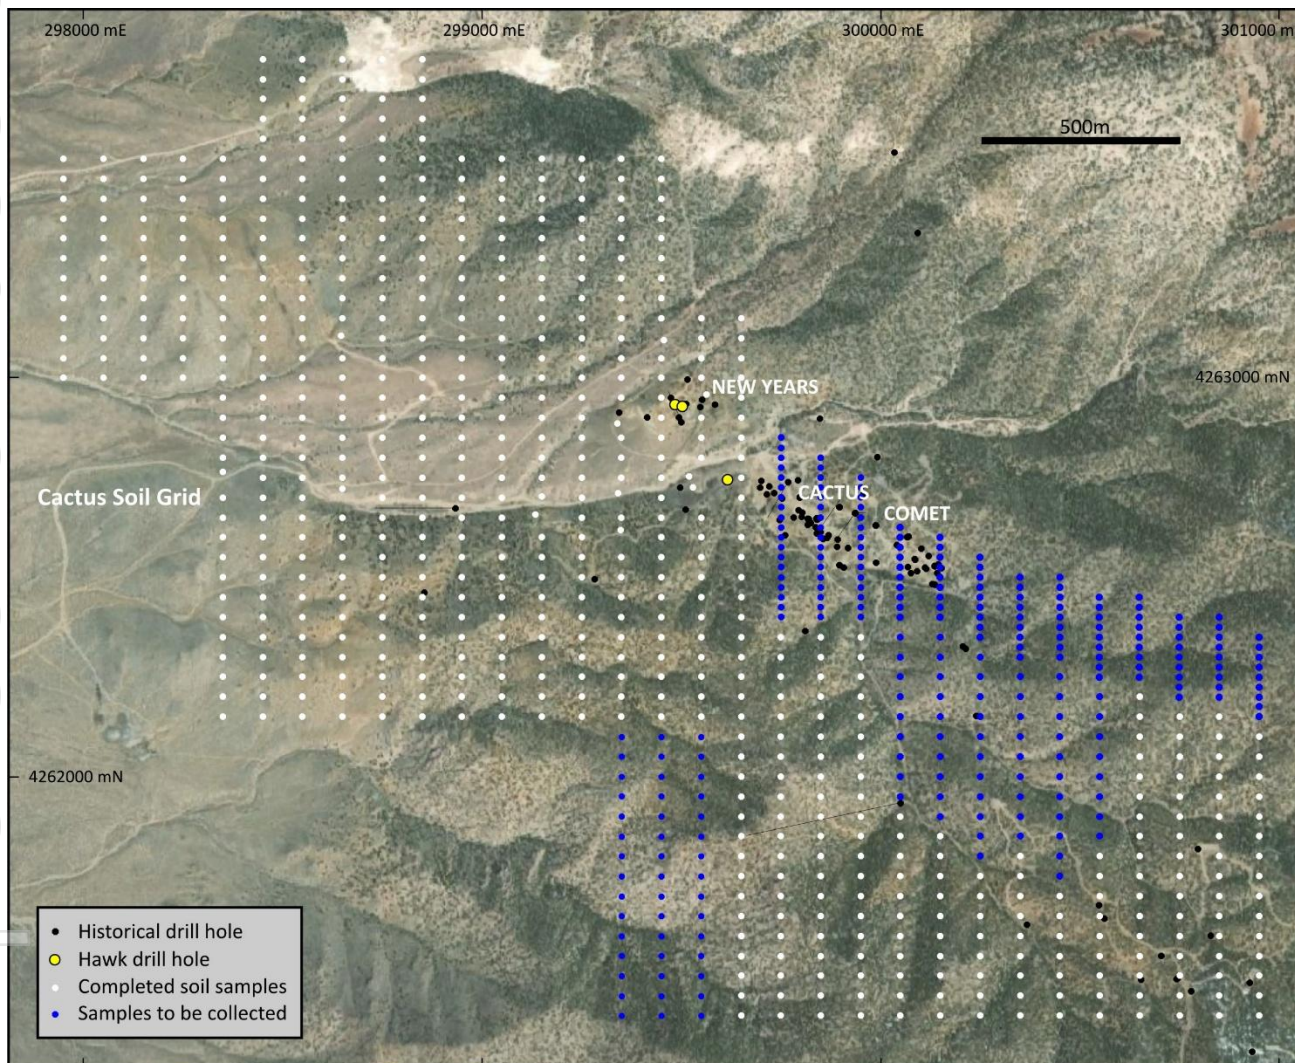 298000 mE
299000 mE
300000 mE
301000 m
500m
NEW YEARS
4263000 mN
Cactus Soil Grid
CACTUS
COMET
4262000 mN
Historical drill hole
Hawk drill hole
Completed soil samples
Samples to be collected